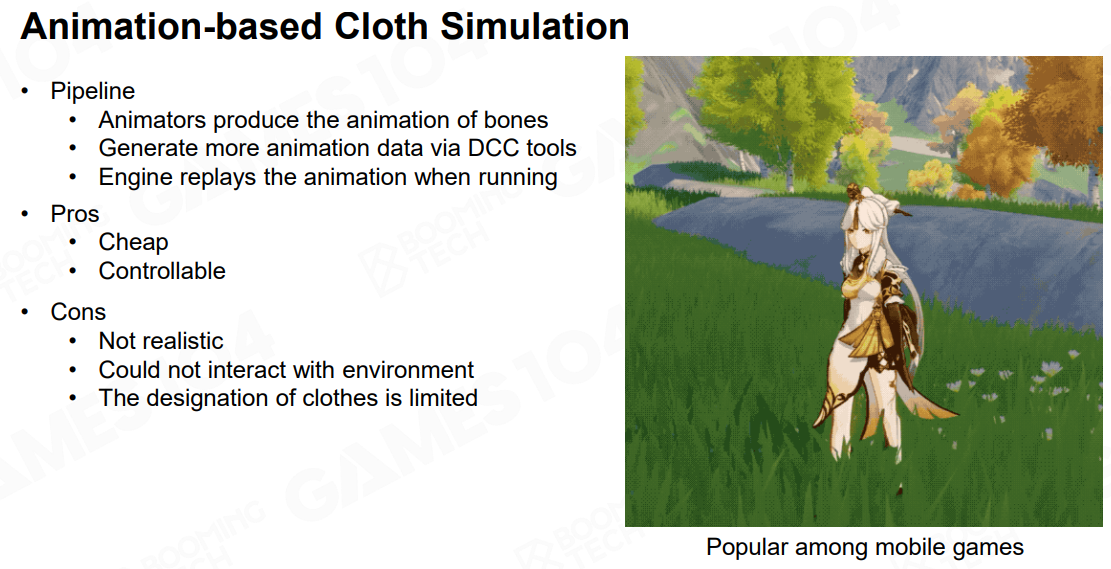 Animation-based Cloth Simulation
• Pipeline
• Animators produce the animation of bones
• Generate more animation data via DCC tools
• Engine replays the animation when running
• Pros
• Cheap
• Controllable
• Cons
• Not realistic
• Could not interact with environment
• The designation of clothes is limited
Popular among mobile games
GAMES 104
BOOMING
TECH